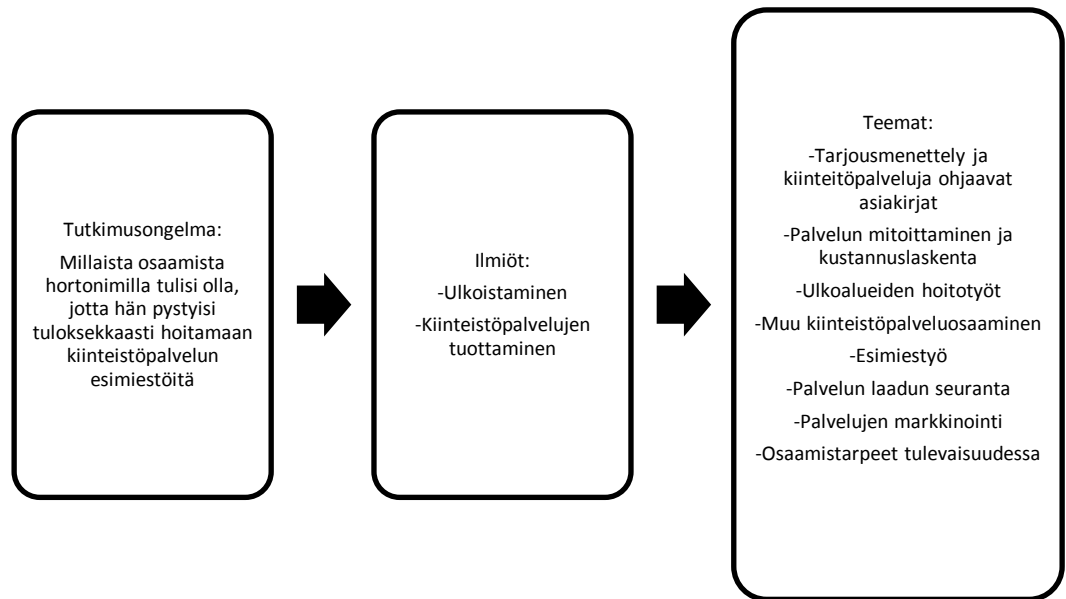 Tutkimusongelma:
Millaista osaamista
hortonimilla tulisi olla,
jotta hän pystyisi
tuloksekkaasti hoitamaan
kiinteistöpalvelun
esimiestöitä
Ilmiöt:
-Ulkoistaminen
-Kiinteistöpalvelujen
tuottaminen
Teemat:
-Tarjousmenettely ja
kiinteitöpalveluja ohjaavat
asiakirjat
-Palvelun mitoittaminen ja
kustannuslaskenta
-Ulkoalueiden hoitotyöt
-Muu kiinteistöpalveluosaaminen
-Esimiestyö
-Palvelun laadun seuranta
-Palvelujen markkinointi
-Osaamistarpeet tulevaisuudessa